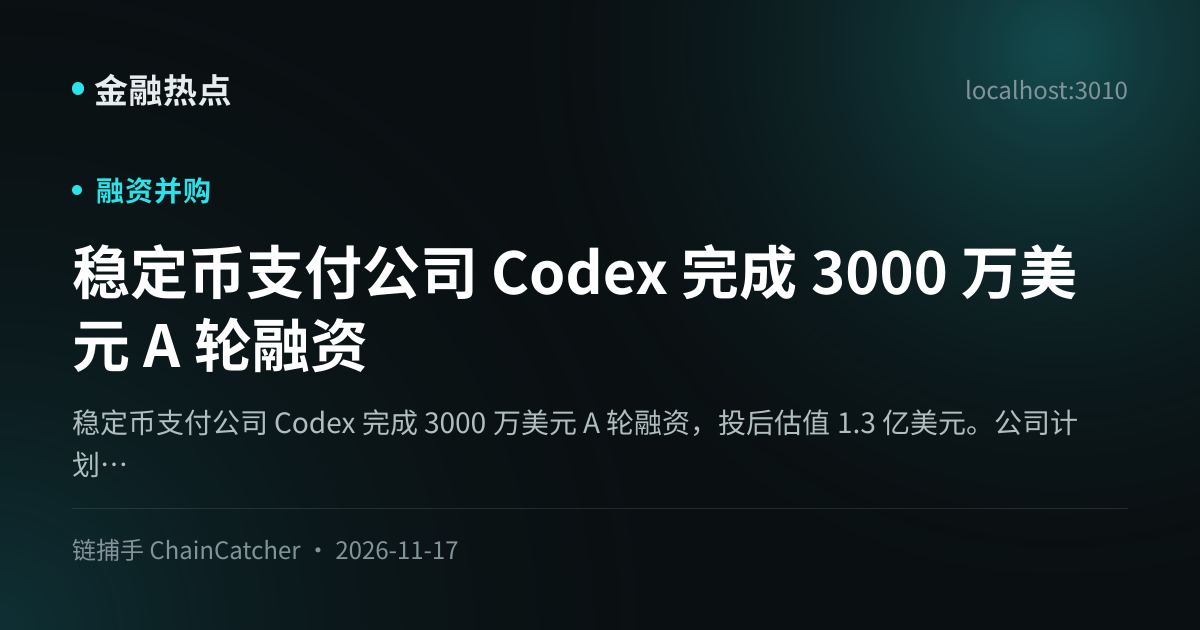 金融热点
localhost:3010
融资并购
稳定币支付公司 Codex 完成 3000 万美
元 A 轮融资
稳定币支付公司 Codex 完成 3000 万美元 A 轮融资，投后估值 1.3 亿美元。公司计
划…
链捕手 ChainCatcher · 2026-11-17